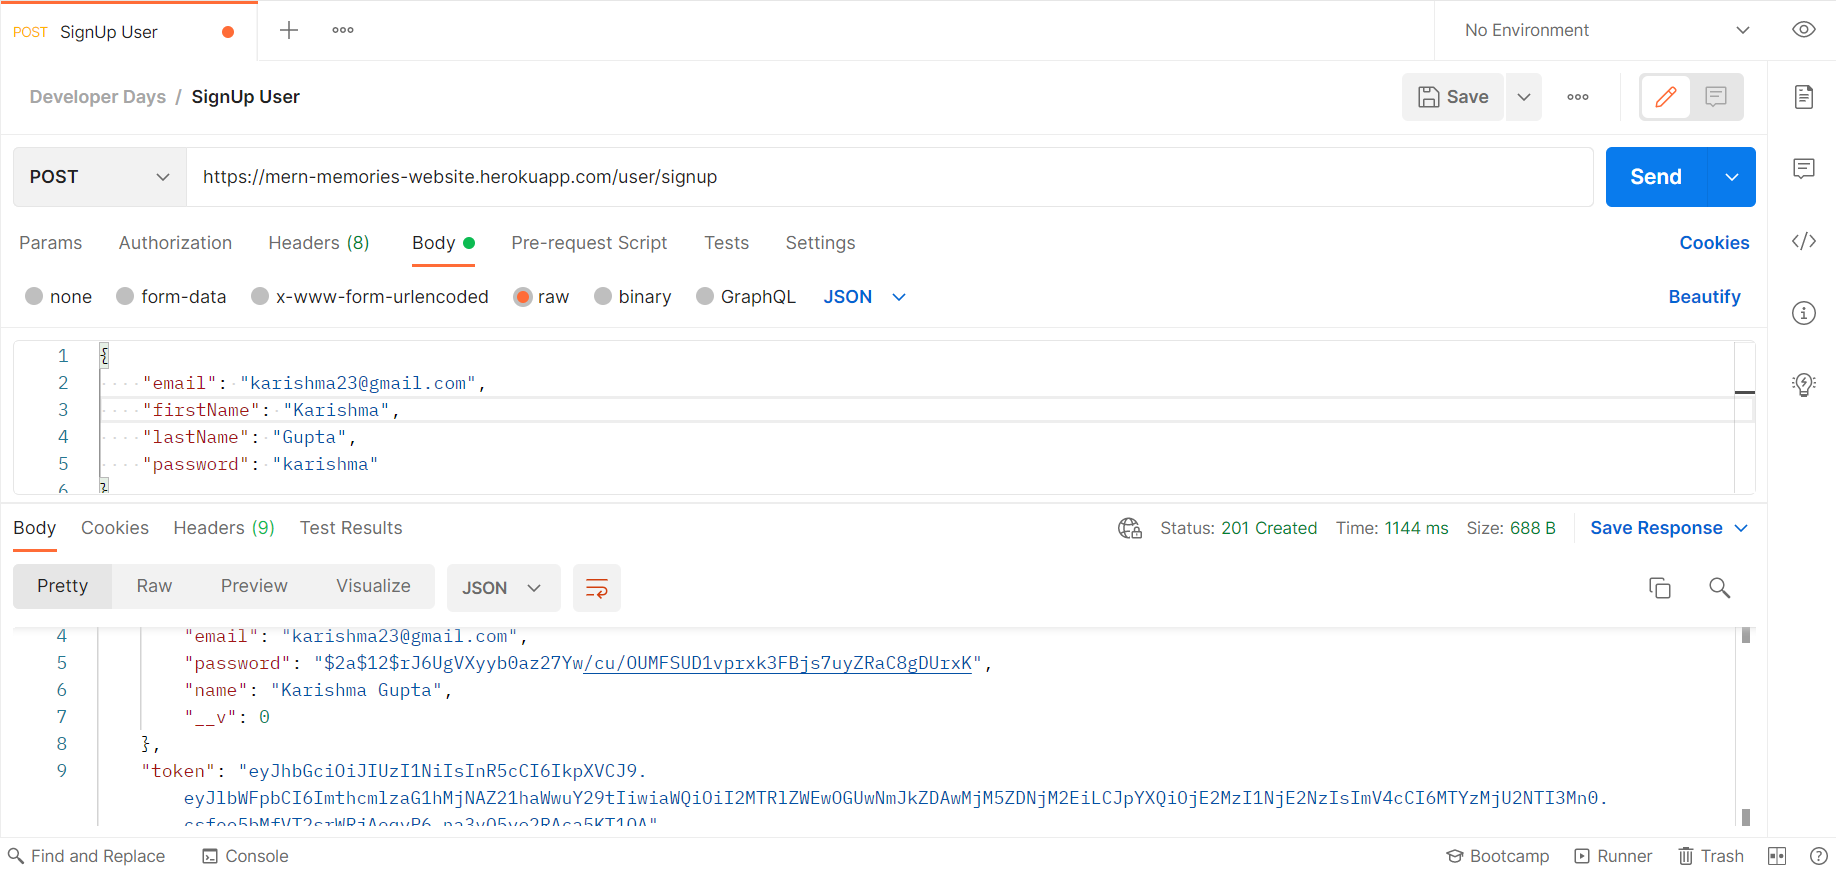 POST SignUp User
No Environment
Developer Days / SignUp User
Save
POST https://mern-memories-website.herokuapp.com/user/signup Send
Params Authorization Headers (8) Body Pre-request Script Tests Settings Cookies
none form-data x-www-form-urlencoded raw binary GraphQL JSON Beautify
1 {
2 "email": "karishma23@gmail.com",
3 "firstName": "Karishma",
4 "lastName": "Gupta",
5 "password": "karishma"
6 }
Body Cookies Headers (9) Test Results Status: 201 Created Time: 1144 ms Size: 688 B Save Response
Pretty Raw Preview Visualize JSON
4 "email": "karishma23@gmail.com",
5 "password": "$2a$12$rJ6UgVXyyb0az27Yw/cu/OUMFSUD1vprxk3FBjs7uyZRaC8gDUrxK",
6 "name": "Karishma Gupta",
7 "__v": 0
8 },
9 "token": "eyJhbGciOiJIUzI1NiIsInR5cCI6IkpXVCJ9.
eyJlbWFpbCI6ImthcmlzaG1hMjNAZ21haWwuY29tIiwiaWQiOiI2MTRlZWEwOGUwNmJkZDAwMjM5ZDNjM2EiLCJpYXQiOjE2MzI1NjE2NzIsImV4cCI6MTYzMjU2NTI3Mn0.
Find and Replace Console Bootcamp Runner Trash